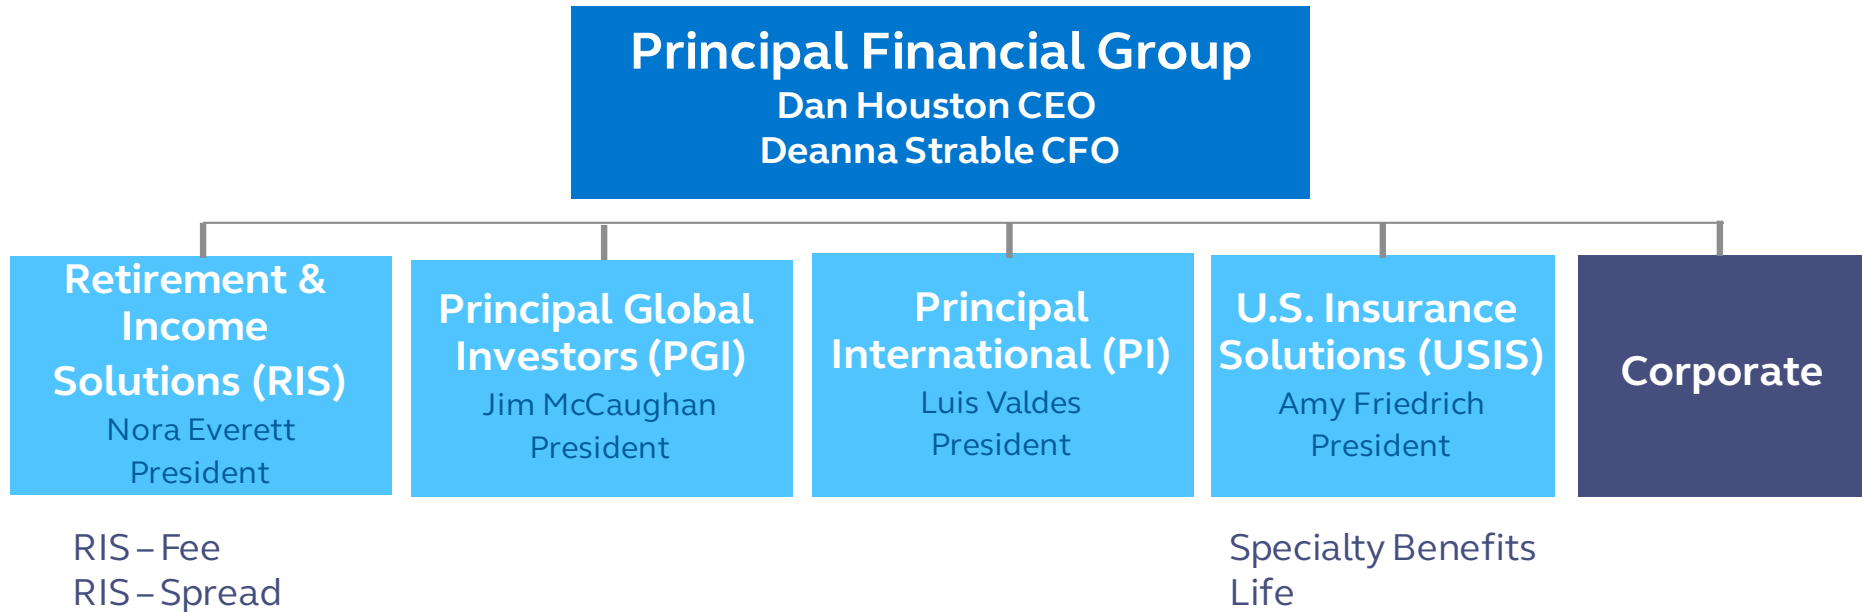 Principal Financial Group
Dan Houston CEO
Deanna Strable CFO
Retirement &
Income
Solutions (RIS)
Nora Everett
President
Principal Global
Investors (PGI)
Jim McCaughan
President
Principal
International (PI)
Luis Valdes
President
U.S. Insurance
Solutions (USIS)
Amy Friedrich
President
Corporate
RIS – Fee
RIS – Spread
Specialty Benefits
Life